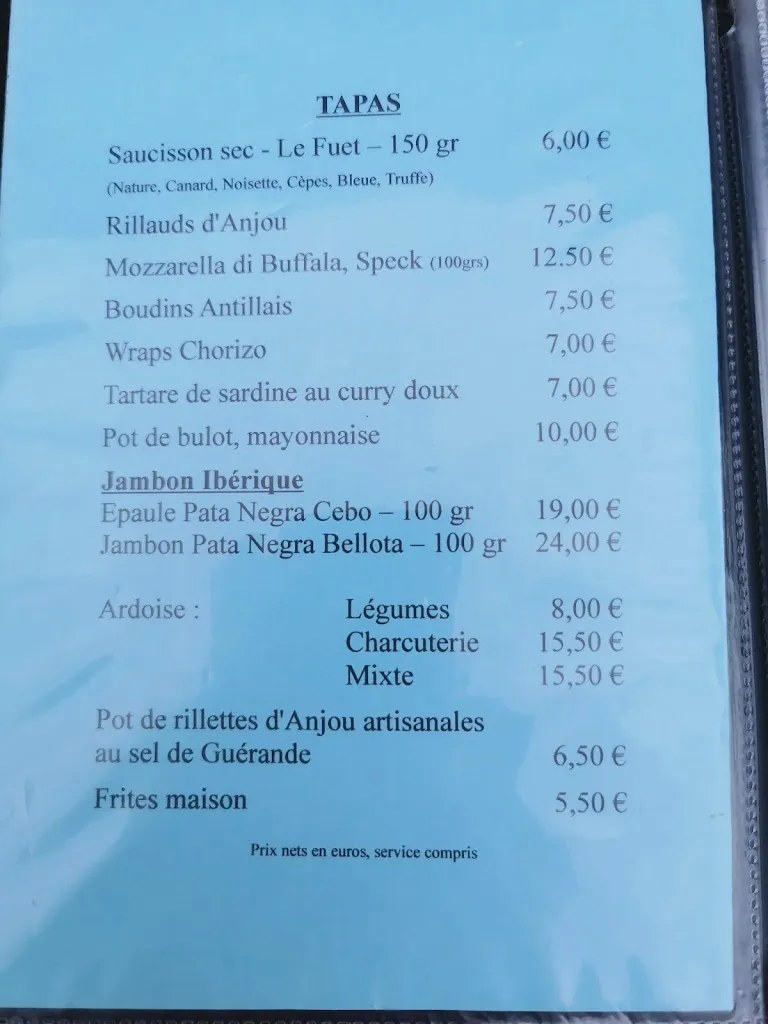 TAPAS
Saucisson sec - Le Fuet – 150 gr 6,00 €
(Nature, Canard, Noisette, Cèpes, Bleue, Truffe)
Rillauds d'Anjou 7,50 €
Mozzarella di Buffala, Speck (100grs) 12.50 €
Boudins Antillais 7,50 €
Wraps Chorizo 7,00 €
Tartare de sardine au curry doux 7,00 €
Pot de bulot, mayonnaise 10,00 €
Jambon Ibérique
Epaule Pata Negra Cebo – 100 gr 19,00 €
Jambon Pata Negra Bellota – 100 gr 24,00 €
Ardoise : Légumes 8,00 €
Charcuterie 15,50 €
Mixte 15,50 €
Pot de rillettes d'Anjou artisanales
au sel de Guérande 6,50 €
Frites maison 5,50 €
Prix nets en euros, service compris